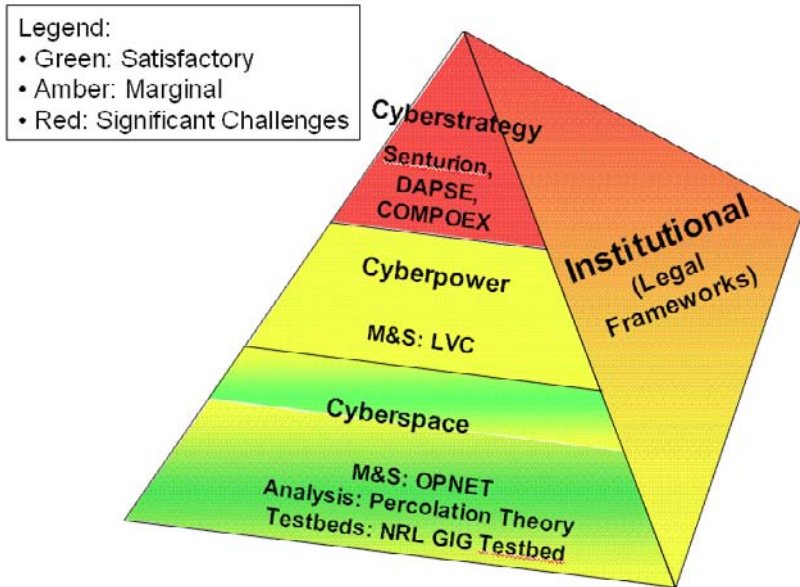 Legend:
• Green: Satisfactory
• Amber: Marginal
• Red: Significant Challenges
Cyberstrategy
Senturion,
DAPSE,
COMPOEX
Institutional
(Legal
Frameworks)
Cyberpower
M&S: LVC
Cyberspace
M&S: OPNET
Analysis: Percolation Theory
Testbeds: NRL GIG Testbed